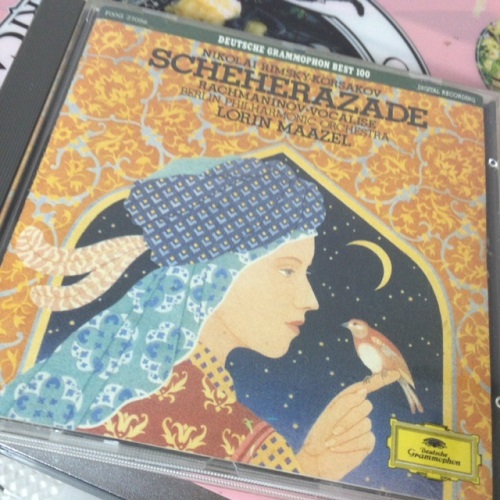 DEUTSCHE GRAMMOPHON BEST 100
DIGITAL RECORDING
NIKOLAI RIMSKY-KORSAKOV
SCHEHERAZADE
RACHMANINOV·VOCALISE
BERLIN PHILHARMONIC ORCHESTRA
LORIN MAAZEL
Deutsche
Grammophon